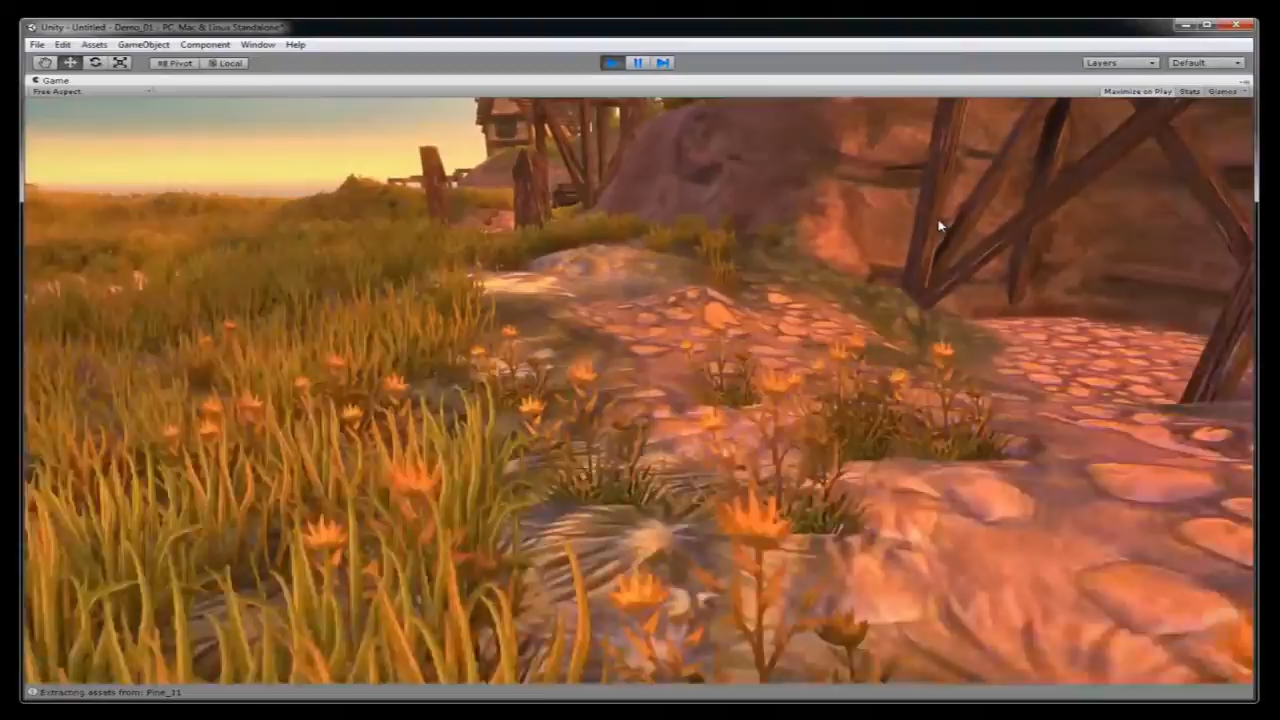 Unity - Untitled - Demo_01 - PC, Mac & Linux Standalone*
File Edit Assets GameObject Component Window Help
Pivot Local Layers Default
Game
Free Aspect Maximize on Play Stats Gizmos
Extracting assets from: Pine_11